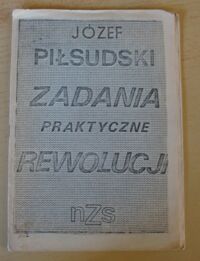 JÓZEF
PIŁSUDSKI
ZADANIA
PRAKTYCZNE
REWOLUCJI
nZs